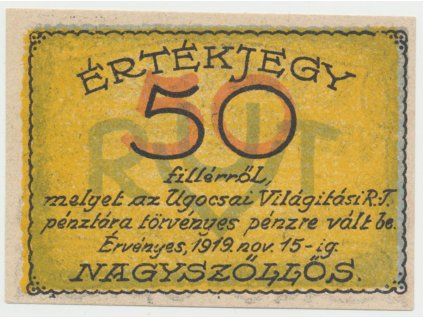 ÉRTÉKJEGY
50
fillérről,
melyet az Ugocsai Világitási R.T.
pénztára törvényes pénzre vált be.
Érvényes, 1919. nov. 15-ig.
NAGYSZŐLLŐS.